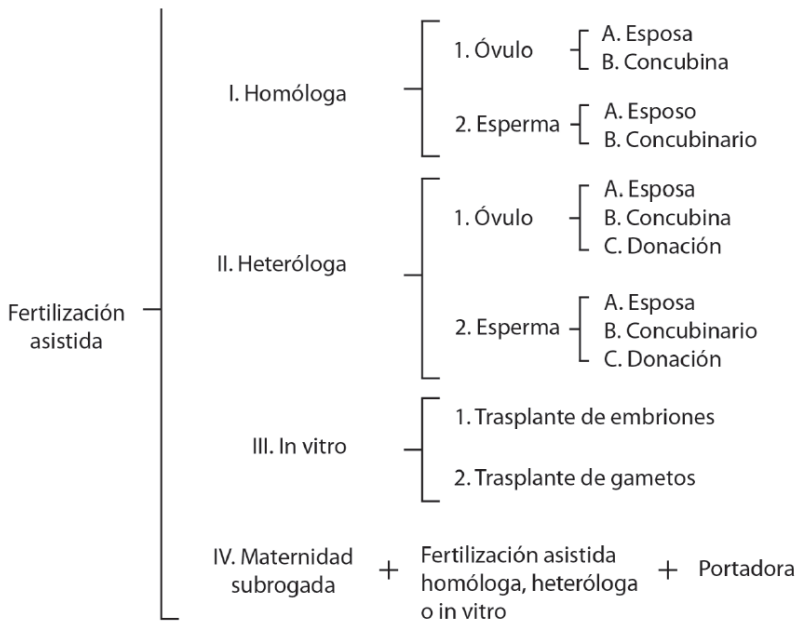 Fertilización
asistida
I. Homóloga
1. Óvulo
A. Esposa
B. Concubina
2. Esperma
A. Esposo
B. Concubinario
II. Heteróloga
1. Óvulo
A. Esposa
B. Concubina
C. Donación
2. Esperma
A. Esposa
B. Concubinario
C. Donación
III. In vitro
1. Trasplante de embriones
2. Trasplante de gametos
IV. Maternidad
subrogada
+
Fertilización asistida
homóloga, heteróloga
o in vitro
+
Portadora